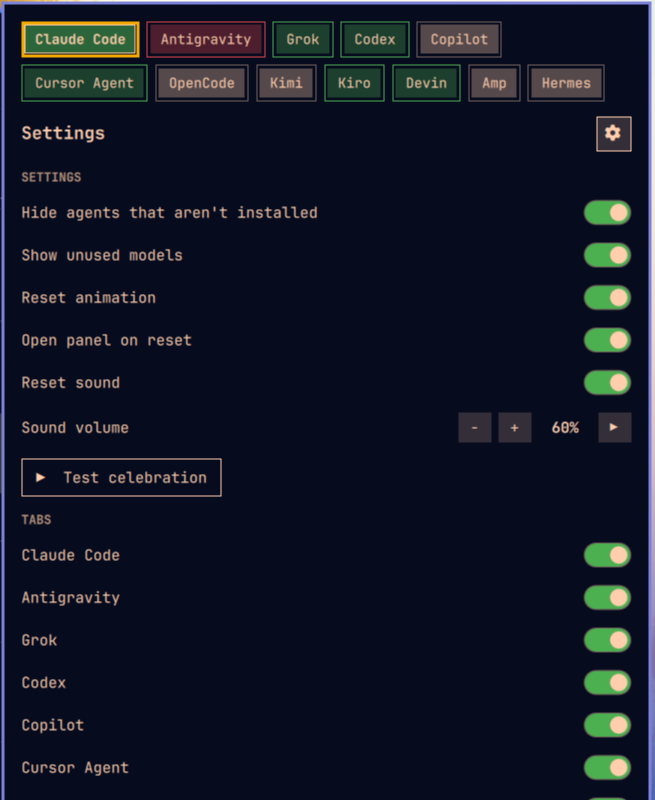 Claude Code Antigravity Grok Codex Copilot
Cursor Agent OpenCode Kimi Kiro Devin Amp Hermes
Settings
SETTINGS
Hide agents that aren't installed
Show unused models
Reset animation
Open panel on reset
Reset sound
Sound volume - + 60% ▶
▶ Test celebration
TABS
Claude Code
Antigravity
Grok
Codex
Copilot
Cursor Agent